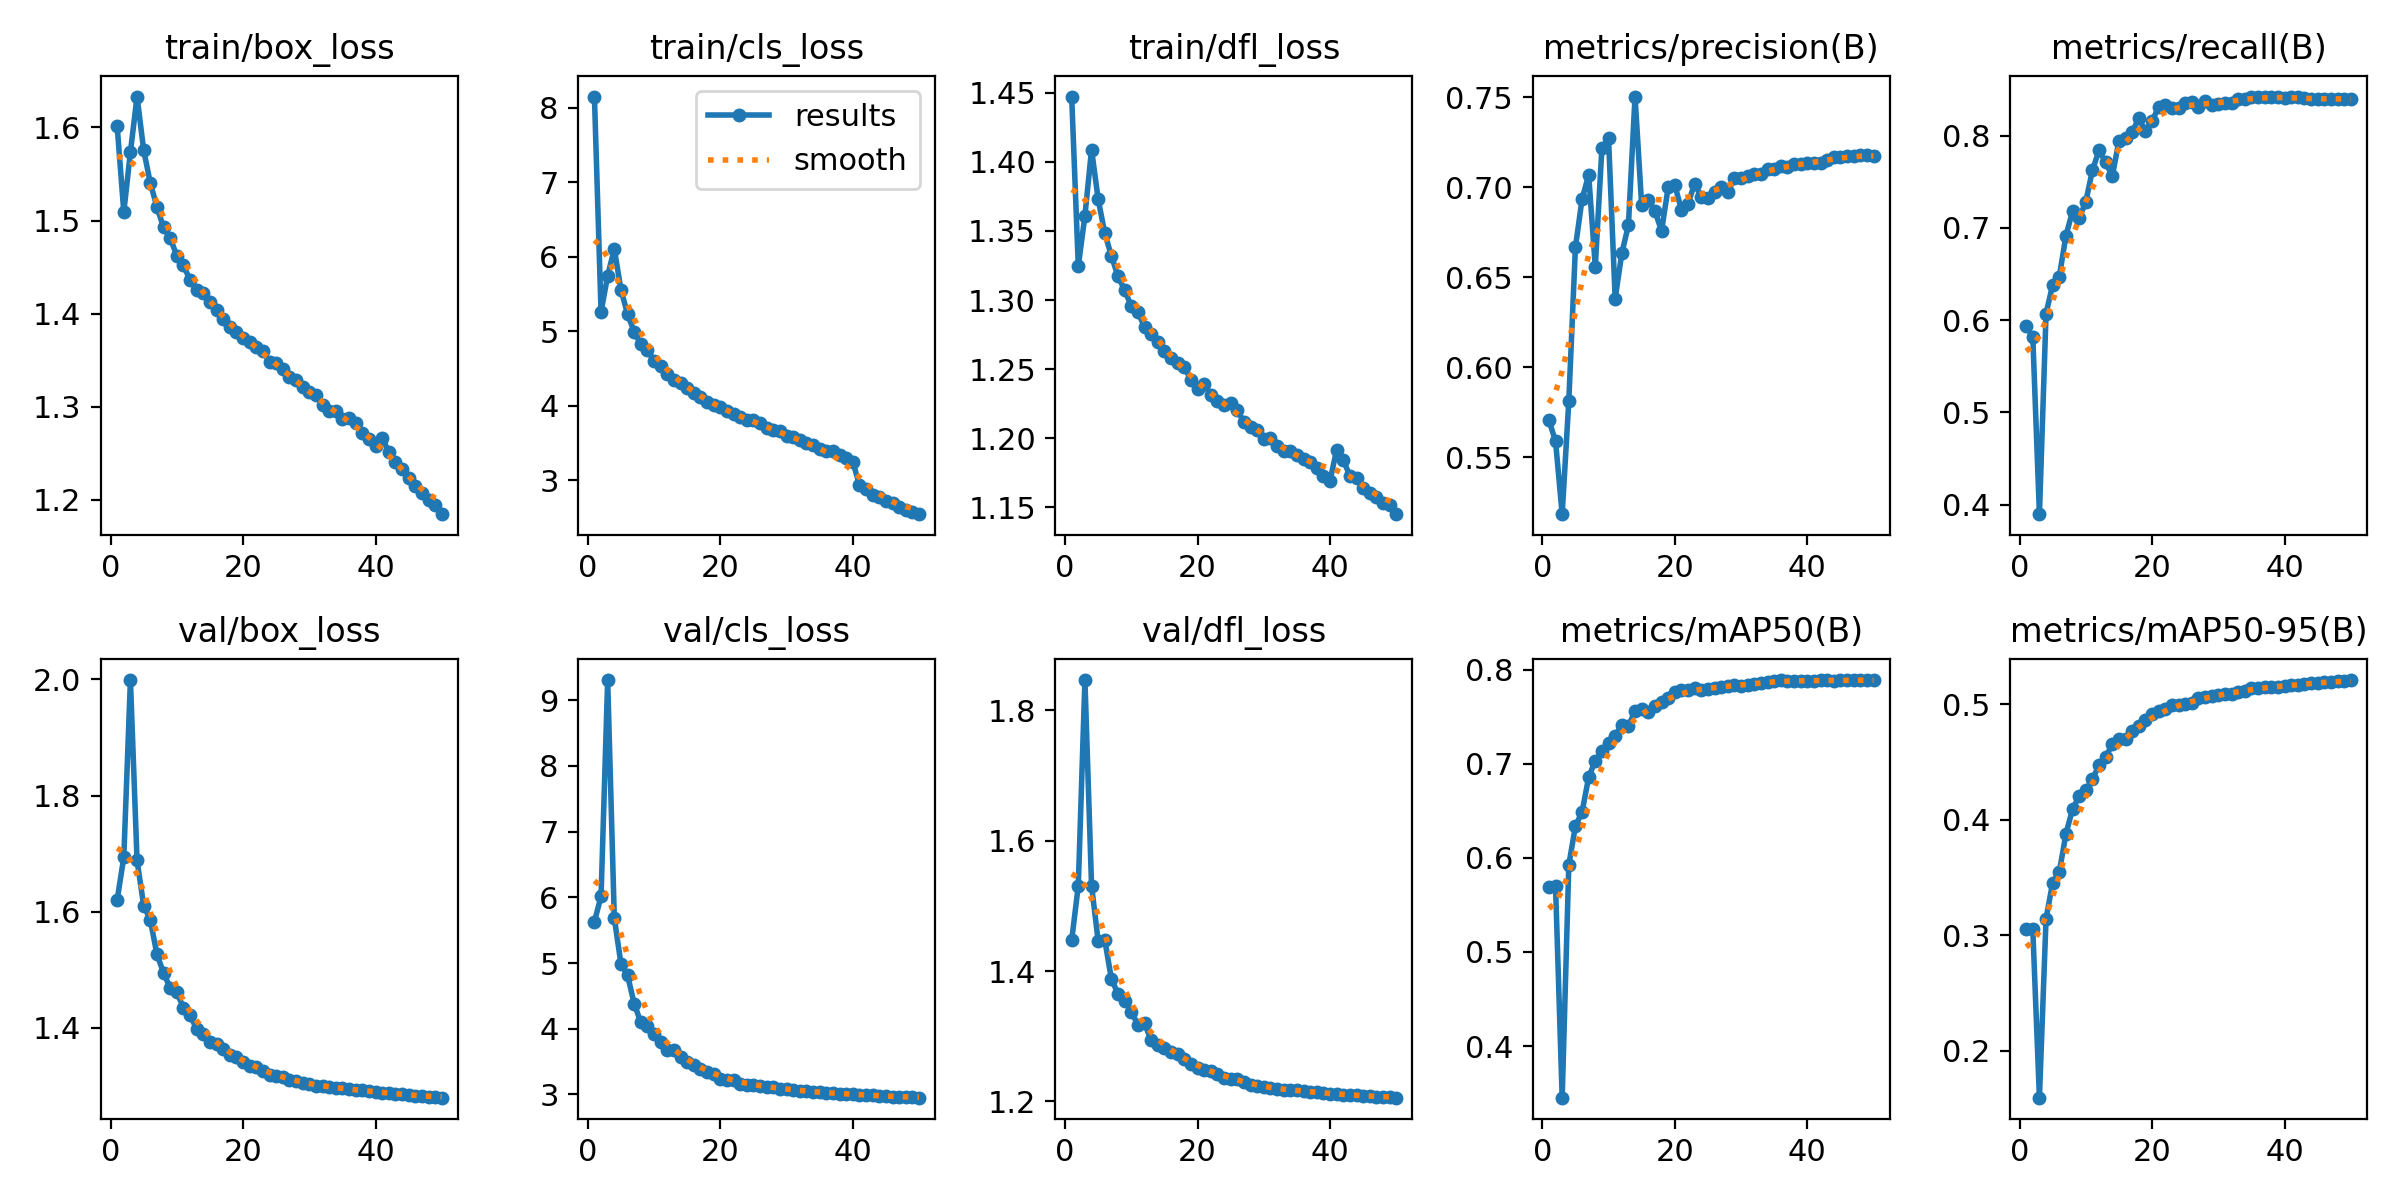 train/box_loss
1.6
1.5
1.4
1.3
1.2
0 20 40
train/cls_loss
results
smooth
8
7
6
5
4
3
0 20 40
train/dfl_loss
1.45
1.40
1.35
1.30
1.25
1.20
1.15
0 20 40
metrics/precision(B)
0.75
0.70
0.65
0.60
0.55
0 20 40
metrics/recall(B)
0.8
0.7
0.6
0.5
0.4
0 20 40
val/box_loss
2.0
1.8
1.6
1.4
0 20 40
val/cls_loss
9
8
7
6
5
4
3
0 20 40
val/dfl_loss
1.8
1.6
1.4
1.2
0 20 40
metrics/mAP50(B)
0.8
0.7
0.6
0.5
0.4
0 20 40
metrics/mAP50-95(B)
0.5
0.4
0.3
0.2
0 20 40